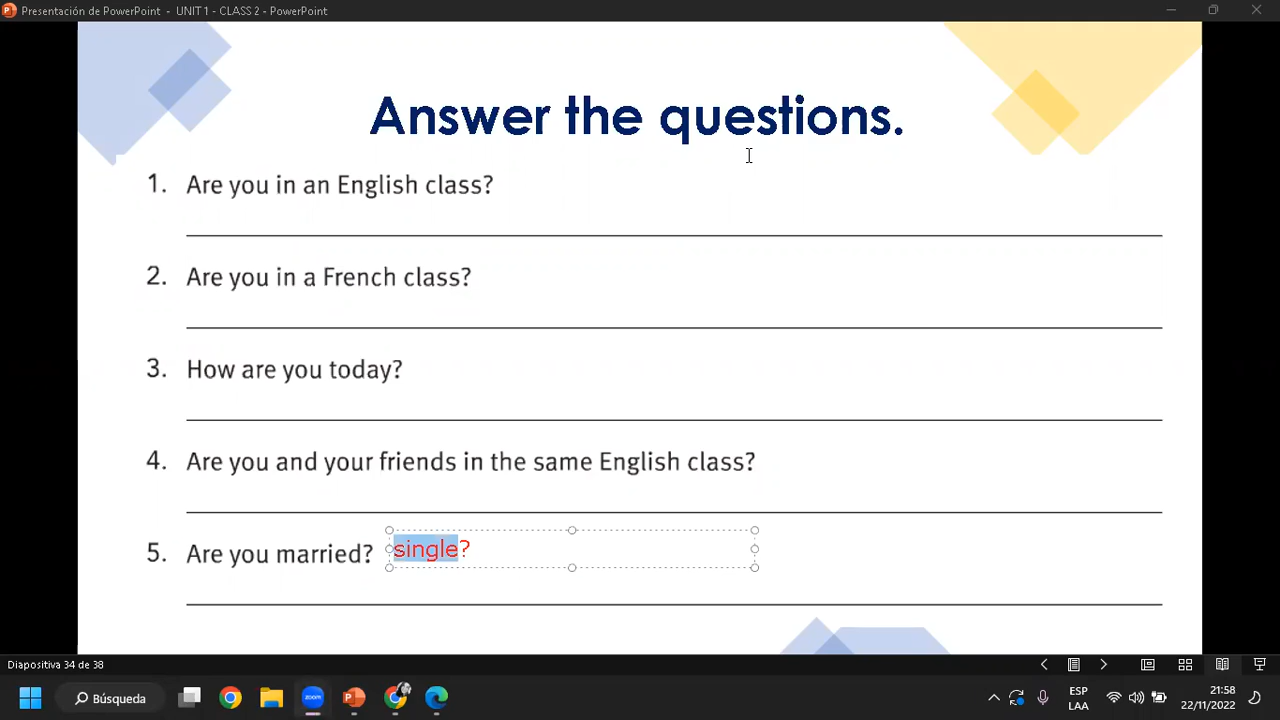 Presentación de PowerPoint - UNIT 1 - CLASS 2 - PowerPoint
Answer the questions.
1. Are you in an English class?
2. Are you in a French class?
3. How are you today?
4. Are you and your friends in the same English class?
5. Are you married? single?
Diapositiva 34 de 38
Búsqueda
zoom
ESP
LAA
21:58
22/11/2022